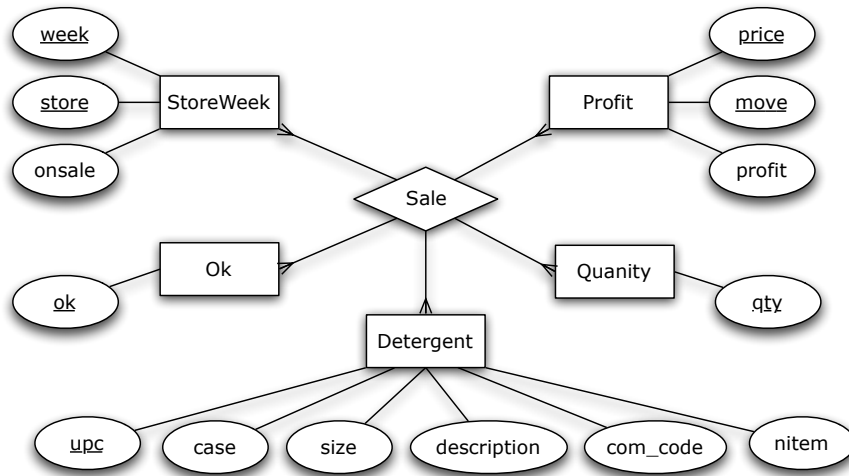 week
price
store
StoreWeek
Profit
move
onsale
profit
Sale
Ok
Quanity
ok
qty
Detergent
upc
case
size
description
com_code
nitem